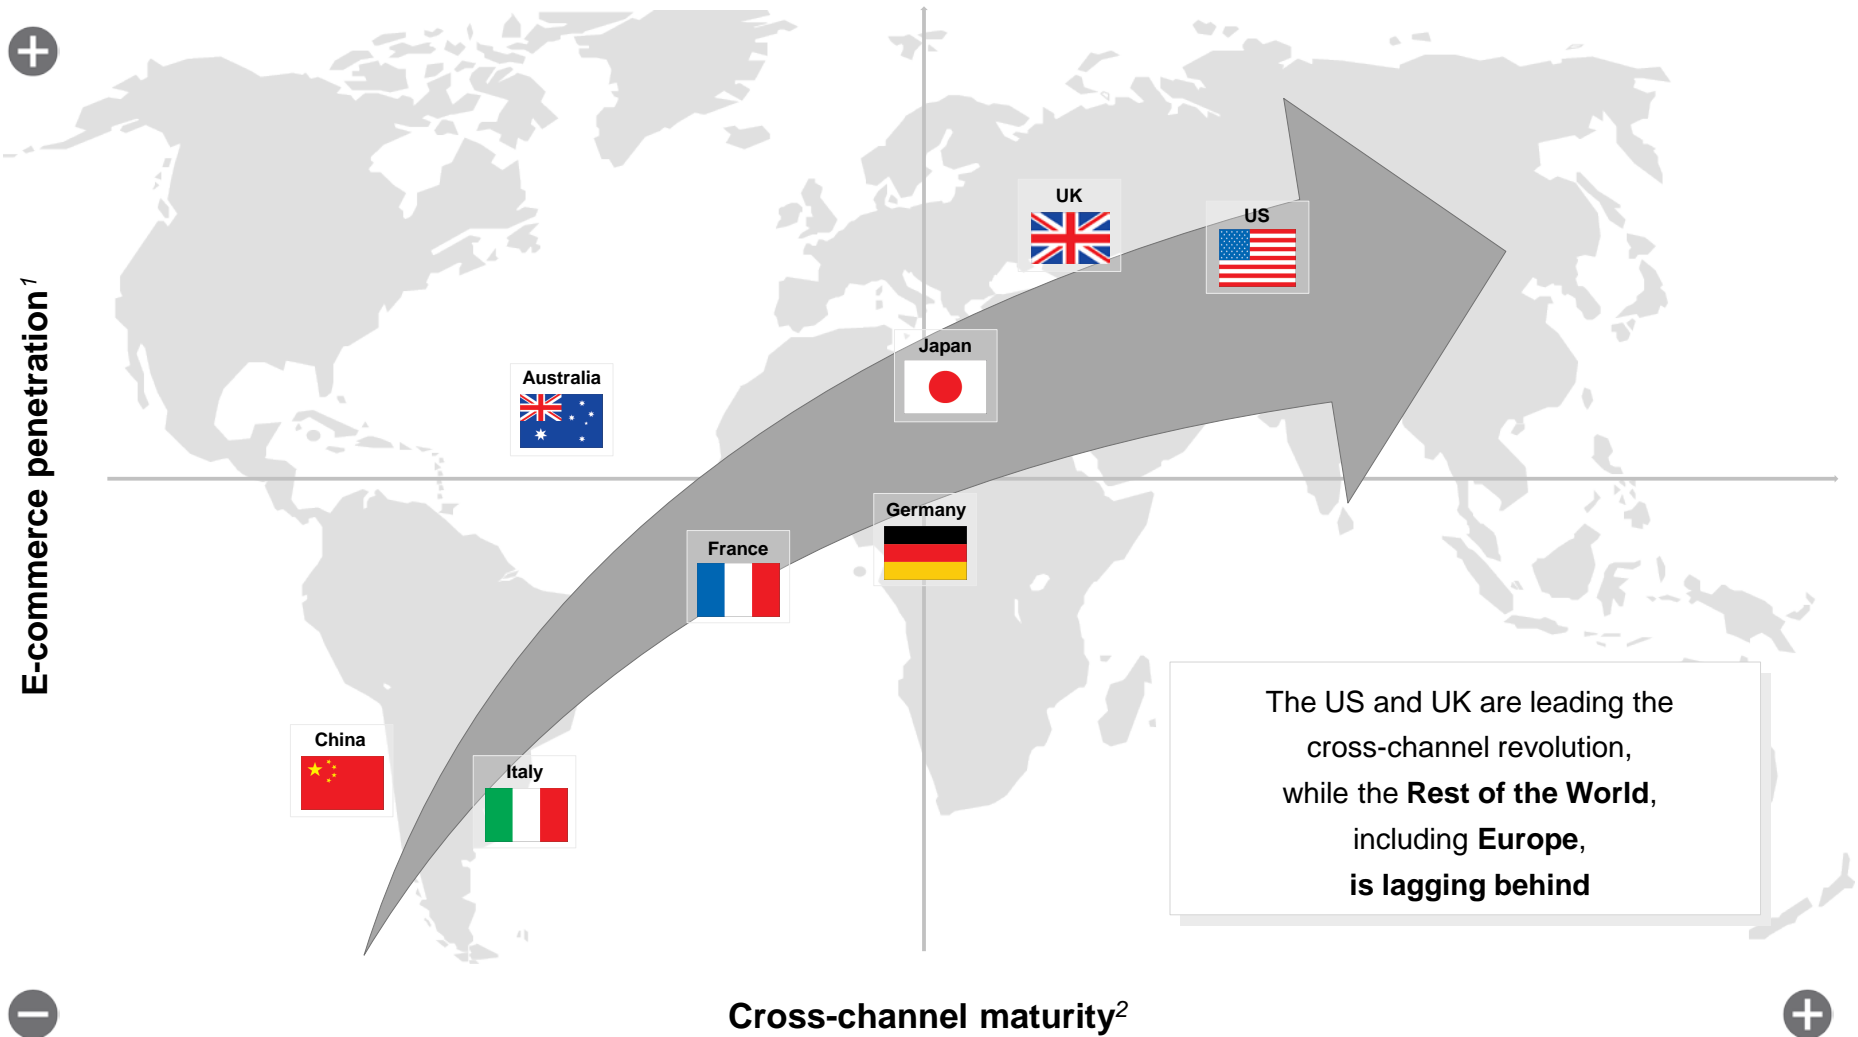 UK
US
Japan
Australia
Germany
France
China
Italy
E-commerce penetration1
The US and UK are leading the
cross-channel revolution,
while the Rest of the World,
including Europe,
is lagging behind
Cross-channel maturity2